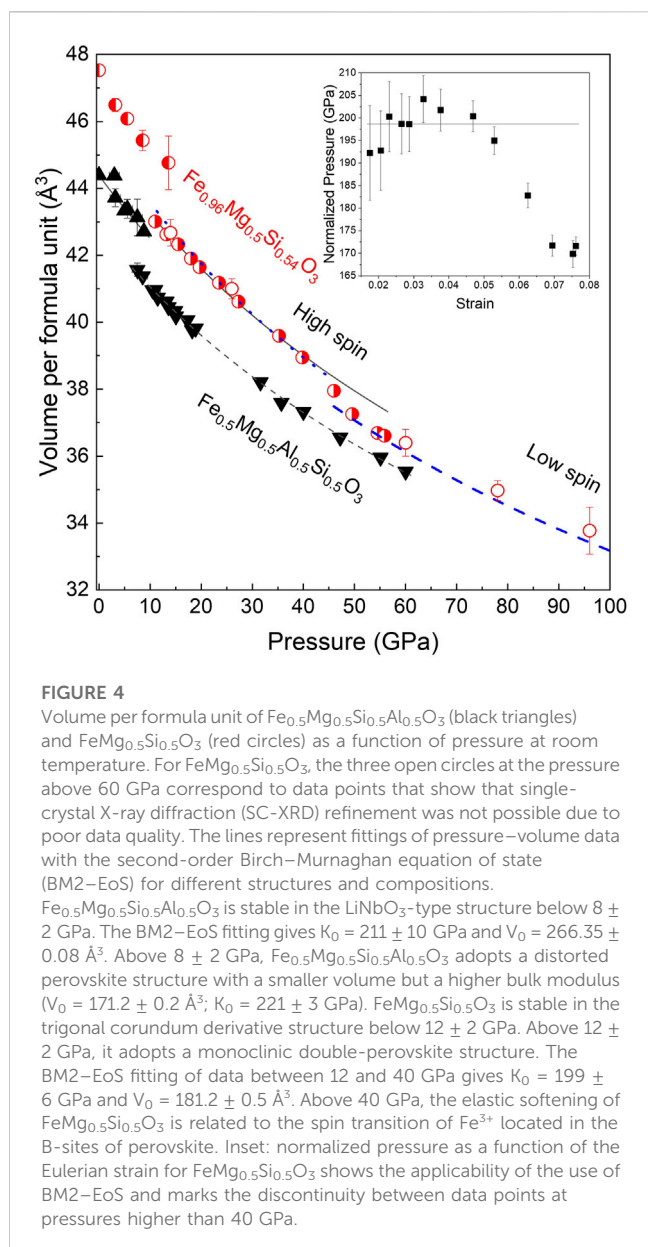 48
46
44
42
40
38
36
34
32
Volume per formula unit (Å³)
0
10
20
30
40
50
60
70
80
90
100
Pressure (GPa)
Fe0.96Mg0.5Si0.54O3
High spin
Fe0.5Mg0.5Al0.5Si0.5O3
Low spin
210
205
200
195
190
185
180
175
170
165
Normalized Pressure (GPa)
0.02 0.03 0.04 0.05 0.06 0.07 0.08
Strain
FIGURE 4
Volume per formula unit of Fe0.5Mg0.5Si0.5Al0.5O3 (black triangles)
and FeMg0.5Si0.5O3 (red circles) as a function of pressure at room
temperature. For FeMg0.5Si0.5O3, the three open circles at the pressure
above 60 GPa correspond to data points that show that single-
crystal X-ray diffraction (SC-XRD) refinement was not possible due to
poor data quality. The lines represent fittings of pressure–volume data
with the second-order Birch–Murnaghan equation of state
(BM2–EoS) for different structures and compositions.
Fe0.5Mg0.5Si0.5Al0.5O3 is stable in the LiNbO3-type structure below 8 ±
2 GPa. The BM2–EoS fitting gives K0 = 211 ± 10 GPa and V0 = 266.35 ±
0.08 Å³. Above 8 ± 2 GPa, Fe0.5Mg0.5Si0.5Al0.5O3 adopts a distorted
perovskite structure with a smaller volume but a higher bulk modulus
(V0 = 171.2 ± 0.2 Å³; K0 = 221 ± 3 GPa). FeMg0.5Si0.5O3 is stable in the
trigonal corundum derivative structure below 12 ± 2 GPa. Above 12 ±
2 GPa, it adopts a monoclinic double-perovskite structure. The
BM2–EoS fitting of data between 12 and 40 GPa gives K0 = 199 ±
6 GPa and V0 = 181.2 ± 0.5 Å³. Above 40 GPa, the elastic softening of
FeMg0.5Si0.5O3 is related to the spin transition of Fe³⁺ located in the
B-sites of perovskite. Inset: normalized pressure as a function of the
Eulerian strain for FeMg0.5Si0.5O3 shows the applicability of the use of
BM2–EoS and marks the discontinuity between data points at
pressures higher than 40 GPa.